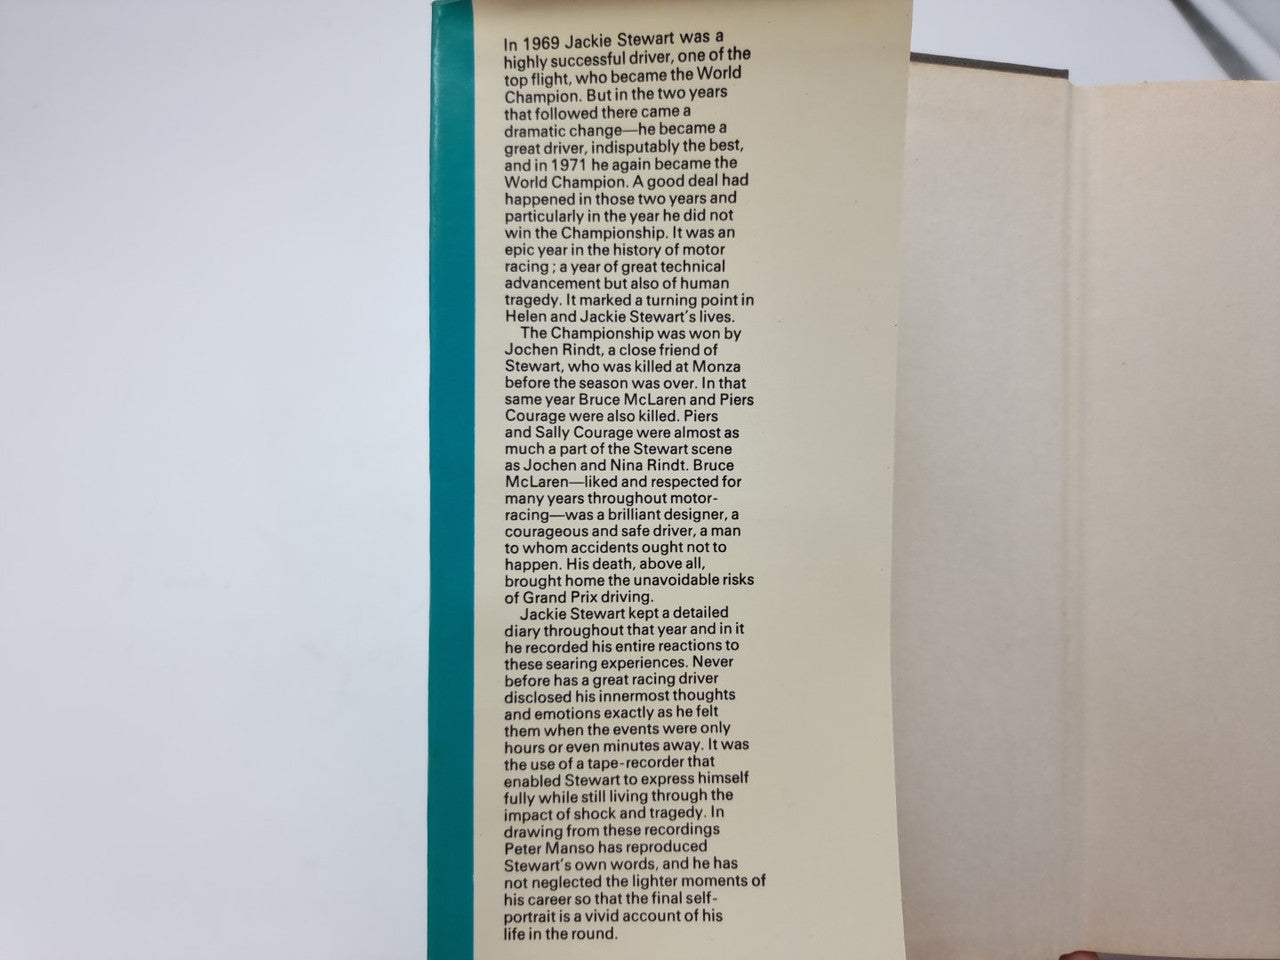 In 1969 Jackie Stewart was a
highly successful driver, one of the
top flight, who became the World
Champion. But in the two years
that followed there came a
dramatic change—he became a
great driver, indisputably the best,
and in 1971 he again became the
World Champion. A good deal had
happened in those two years and
particularly in the year he did not
win the Championship. It was an
epic year in the history of motor
racing ; a year of great technical
advancement but also of human
tragedy. It marked a turning point in
Helen and Jackie Stewart's lives.
The Championship was won by
Jochen Rindt, a close friend of
Stewart, who was killed at Monza
before the season was over. In that
same year Bruce McLaren and Piers
Courage were also killed. Piers
and Sally Courage were almost as
much a part of the Stewart scene
as Jochen and Nina Rindt. Bruce
McLaren—liked and respected for
many years throughout motor-
racing—was a brilliant designer, a
courageous and safe driver, a man
to whom accidents ought not to
happen. His death, above all,
brought home the unavoidable risks
of Grand Prix driving.
Jackie Stewart kept a detailed
diary throughout that year and in it
he recorded his entire reactions to
these searing experiences. Never
before has a great racing driver
disclosed his innermost thoughts
and emotions exactly as he felt
them when the events were only
hours or even minutes away. It was
the use of a tape-recorder that
enabled Stewart to express himself
fully while still living through the
impact of shock and tragedy. In
drawing from these recordings
Peter Manso has reproduced
Stewart's own words, and he has
not neglected the lighter moments of
his career so that the final self-
portrait is a vivid account of his
life in the round.